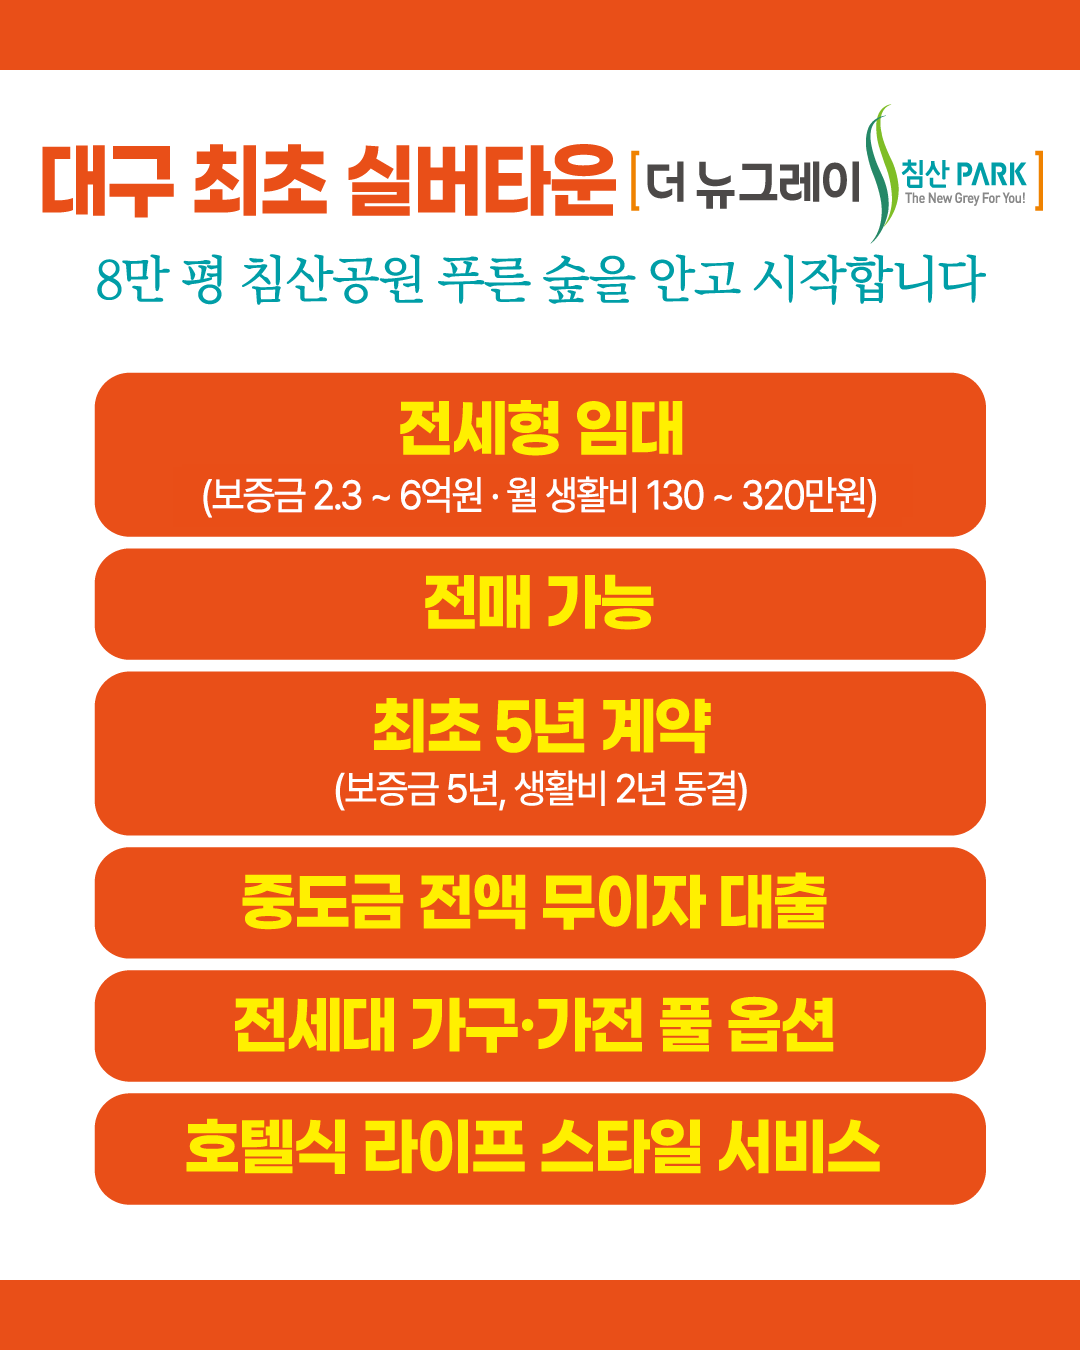 대구 최초 실버타운 [더 뉴그레이 침산 PARK]
The New Grey For You!
8만 평 침산공원 푸른 숲을 안고 시작합니다
전세형 임대
(보증금 2.3 ~ 6억원 · 월 생활비 130 ~ 320만원)
전매 가능
최초 5년 계약
(보증금 5년, 생활비 2년 동결)
중도금 전액 무이자 대출
전세대 가구·가전 풀 옵션
호텔식 라이프 스타일 서비스